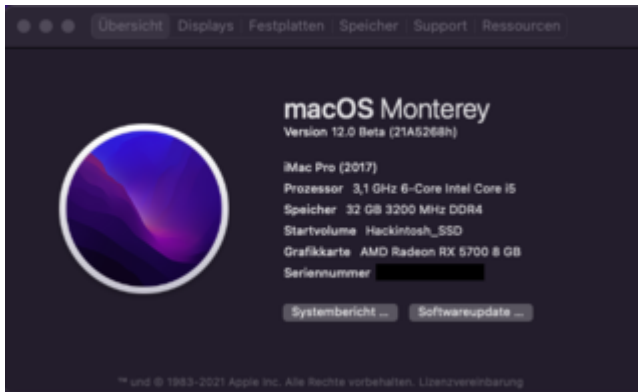 Übersicht Displays Festplatten Speicher Support Ressourcen
macOS Monterey
Version 12.0 Beta (21A5268h)
iMac Pro (2017)
Prozessor 3,1 GHz 6-Core Intel Core i5
Speicher 32 GB 3200 MHz DDR4
Startvolume Hackintosh_SSD
Grafikkarte AMD Radeon RX 5700 8 GB
Seriennummer
Systembericht ... Softwareupdate ...
™ und © 1983-2021 Apple Inc. Alle Rechte vorbehalten. Lizenzvereinbarung